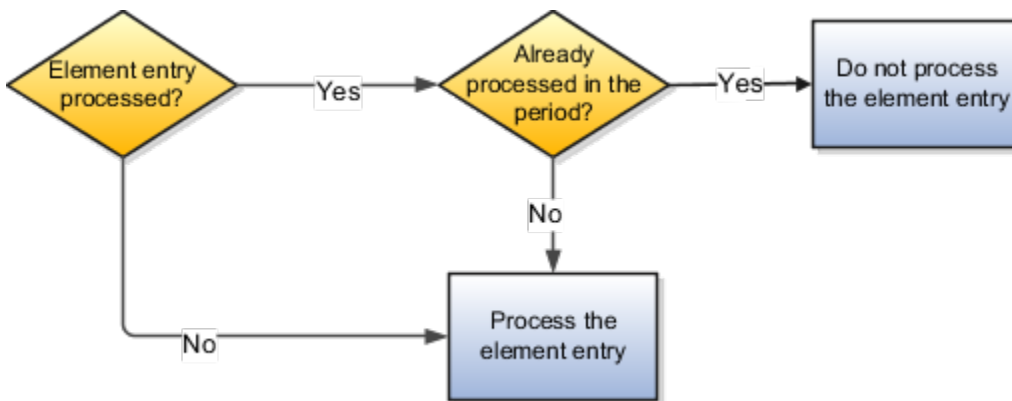 Element entry
processed?
Yes
Already
processed in the
period?
Yes
Do not process
the element entry
No
Process the
element entry
No